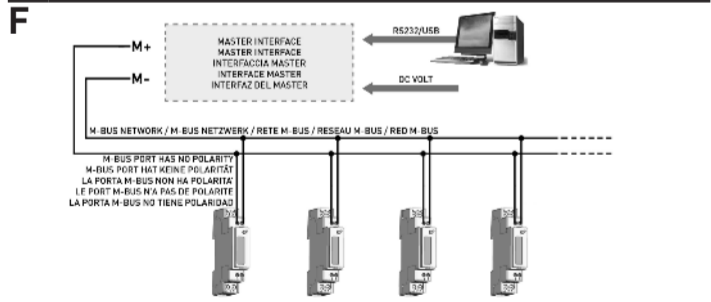 F
M+
M-
MASTER INTERFACE
MASTER INTERFACE
INTERFACCIA MASTER
INTERFACE MASTER
INTERFAZ DEL MASTER
RS232/USB
DC VOLT
M-BUS NETWORK / M-BUS NETZWERK / RETE M-BUS / RESEAU M-BUS / RED M-BUS
M-BUS PORT HAS NO POLARITY
M-BUS PORT HAT KEINE POLARITÄT
LA PORTA M-BUS NON HA POLARITA'
LE PORT M-BUS N'A PAS DE POLARITE
LA PORTA M-BUS NO TIENE POLARIDAD